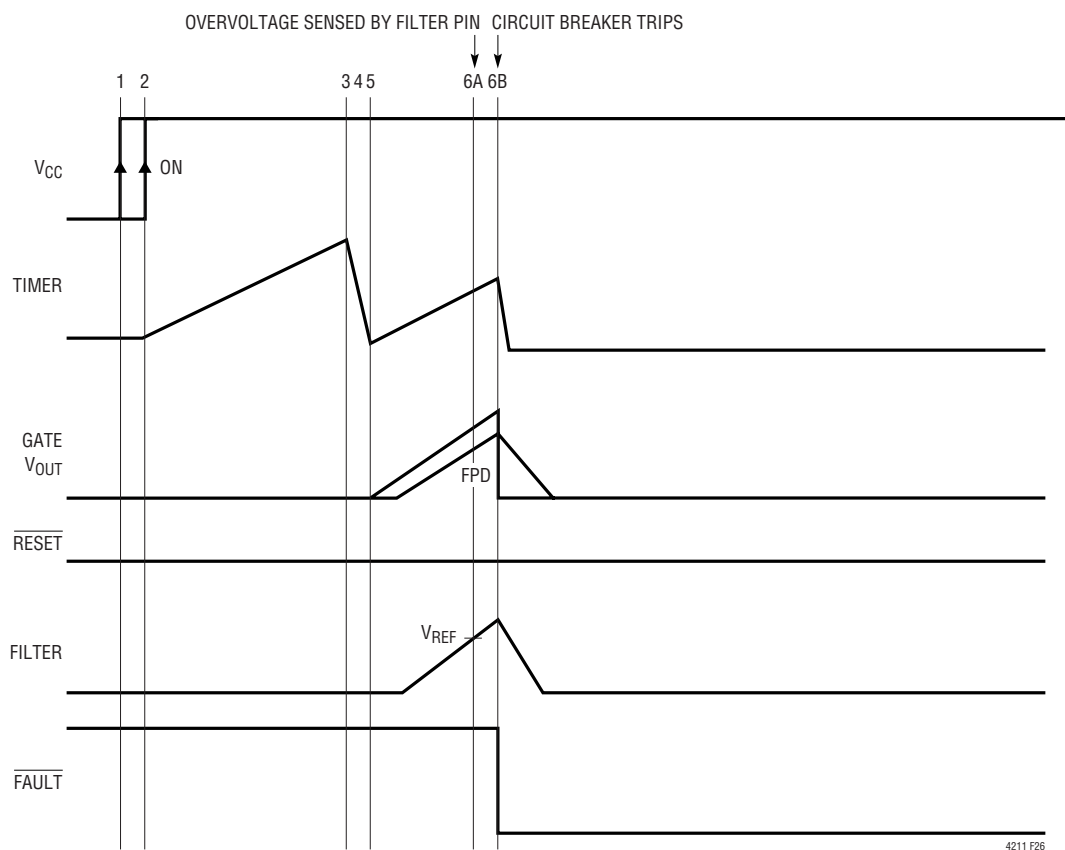 OVERVOLTAGE SENSED BY FILTER PIN CIRCUIT BREAKER TRIPS
1 2 3 4 5 6A 6B
VCC ON
TIMER
GATE
VOUT
FPD
RESET
VREF
FILTER
FAULT
4211 F26